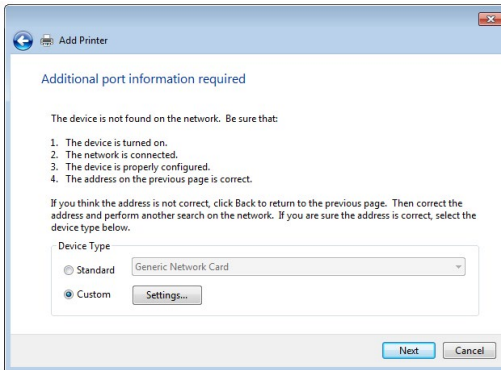 Add Printer
Additional port information required
The device is not found on the network.  Be sure that:
1.  The device is turned on.
2.  The network is connected.
3.  The device is properly configured.
4.  The address on the previous page is correct.
If you think the address is not correct, click Back to return to the previous page.  Then correct the
address and perform another search on the network.  If you are sure the address is correct, select the
device type below.
Device Type
Standard Generic Network Card
Custom Settings...
Next Cancel